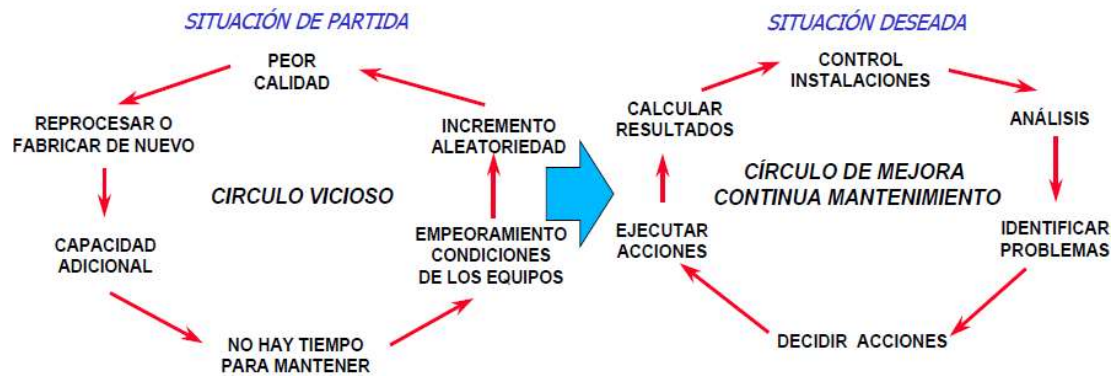 SITUACIÓN DE PARTIDA
PEOR
CALIDAD
REPROCESAR O
FABRICAR DE NUEVO
CAPACIDAD
ADICIONAL
NO HAY TIEMPO
PARA MANTENER
EMPEORAMIENTO
CONDICIONES
DE LOS EQUIPOS
INCREMENTO
ALEATORIEDAD
CIRCULO VICIOSO
SITUACIÓN DESEADA
CONTROL
INSTALACIONES
ANÁLISIS
IDENTIFICAR
PROBLEMAS
DECIDIR ACCIONES
EJECUTAR
ACCIONES
CALCULAR
RESULTADOS
CÍRCULO DE MEJORA
CONTINUA MANTENIMIENTO